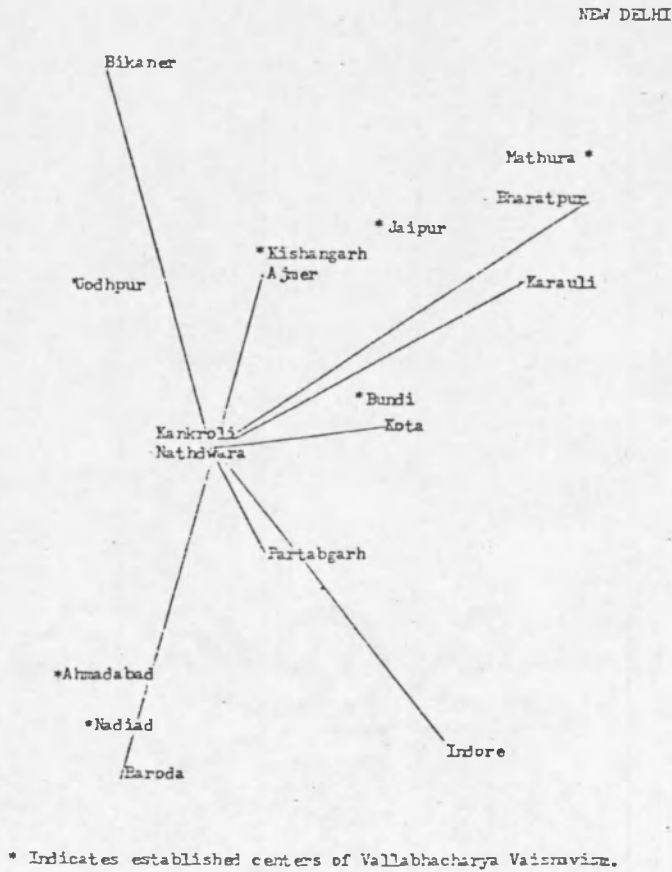 NEW DELHI
Bikaner
Mathura *
Bharatpur
*Jaipur
*Kishangarh
Ajmer
*Jodhpur
Karauli
*Bundi
Kankroli
Kota
Nathdwara
Partabgarh
*Ahmadabad
*Nadiad
Indore
Baroda
* Indicates established centers of Vallabhacharya Vaisnavism.